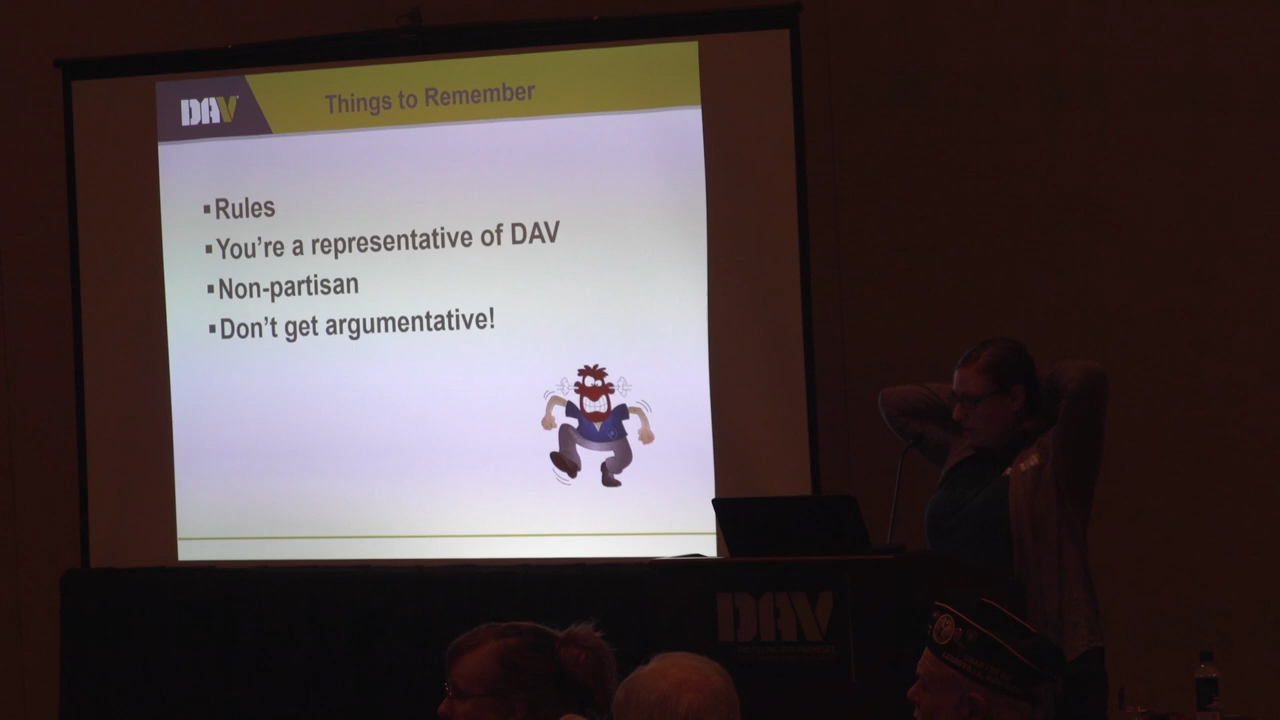 DAV
Things to Remember
▪Rules
▪You're a representative of DAV
▪Non-partisan
▪Don't get argumentative!
DAV